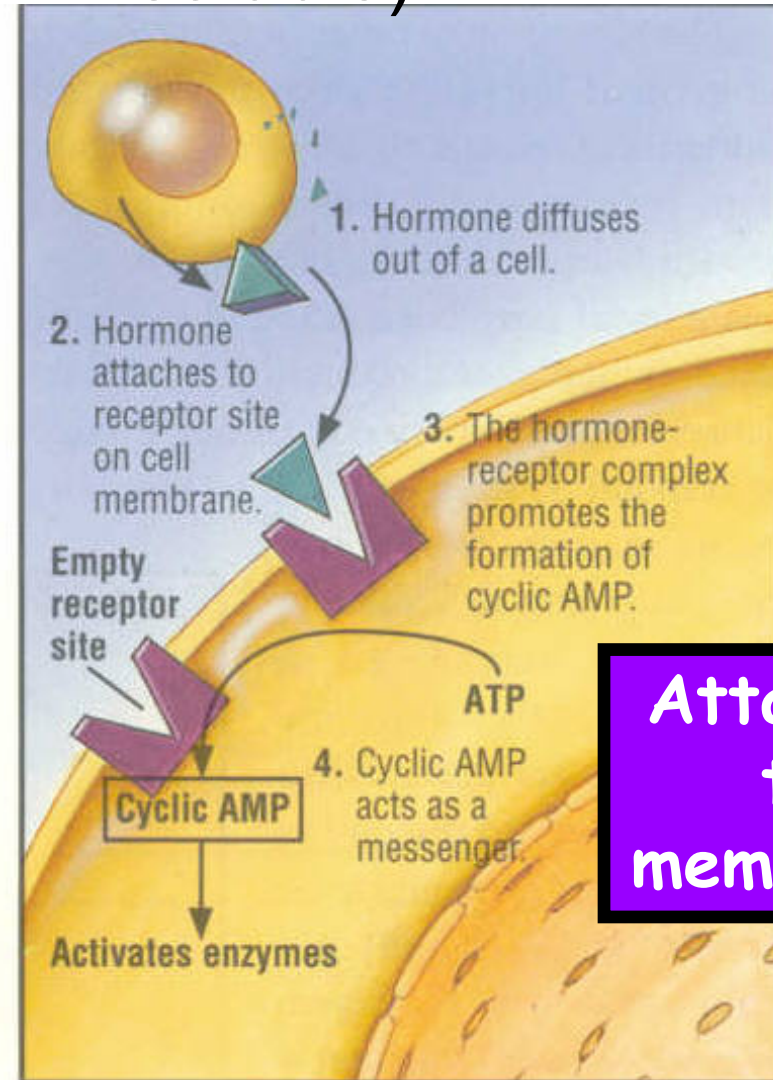 1. Hormone diffuses
out of a cell.
2. Hormone
attaches to
receptor site
on cell
membrane.
3. The hormone-
receptor complex
promotes the
formation of
cyclic AMP.
Empty
receptor
site
ATP
4. Cyclic AMP
acts as a
messenger.
Cyclic AMP
Activates enzymes